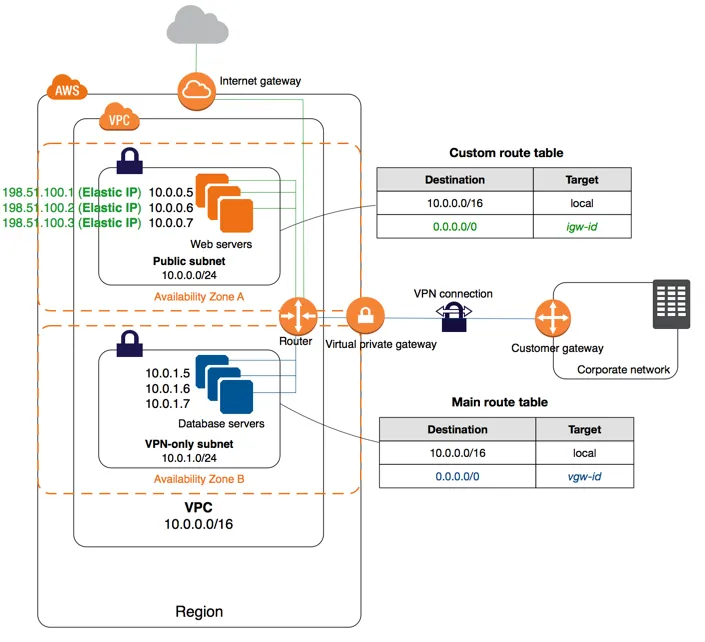 Internet gateway
AWS
VPC
198.51.100.1 (Elastic IP) 10.0.0.5
198.51.100.2 (Elastic IP) 10.0.0.6
198.51.100.3 (Elastic IP) 10.0.0.7
Web servers
Public subnet
10.0.0.0/24
Availability Zone A
Custom route table
Destination Target
10.0.0.0/16 local
0.0.0.0/0 igw-id
Router
Virtual private gateway
VPN connection
Customer gateway
Corporate network
10.0.1.5
10.0.1.6
10.0.1.7
Database servers
VPN-only subnet
10.0.1.0/24
Availability Zone B
Main route table
Destination Target
10.0.0.0/16 local
0.0.0.0/0 vgw-id
VPC
10.0.0.0/16
Region